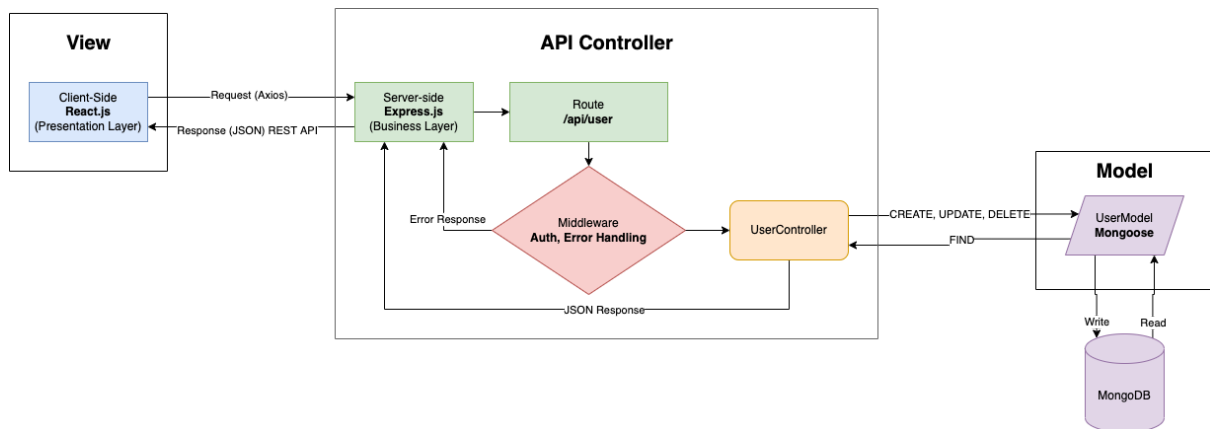 View
Client-Side
React.js
(Presentation Layer)
Request (Axios)
Response (JSON) REST API
API Controller
Server-side
Express.js
(Business Layer)
Route
/api/user
Error Response
Middleware
Auth, Error Handling
UserController
JSON Response
CREATE, UPDATE, DELETE
FIND
Model
UserModel
Mongoose
Write
Read
MongoDB